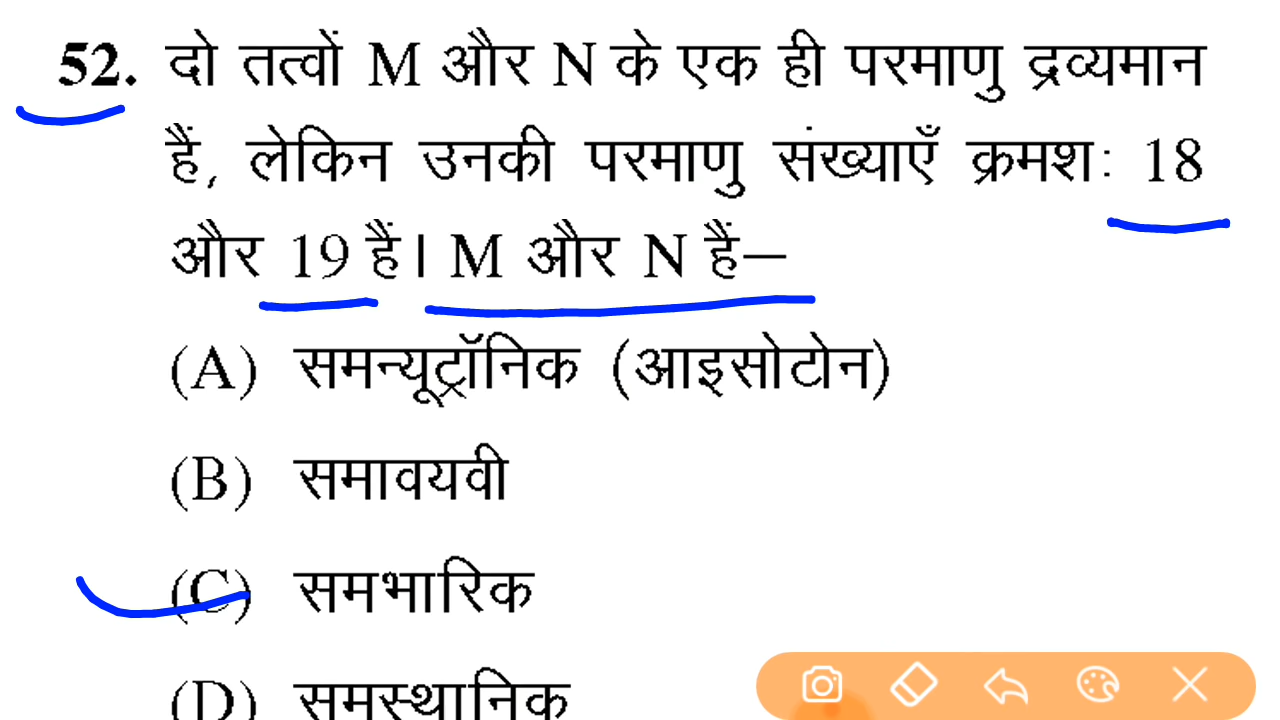 52. दो तत्वों M और N के एक ही परमाणु द्रव्यमान
हैं, लेकिन उनकी परमाणु संख्याएँ क्रमशः 18
और 19 हैं। M और N हैं–
(A) समन्यूट्रॉनिक (आइसोटोन)
(B) समावयवी
(C) समभारिक
(D) समस्थानिक